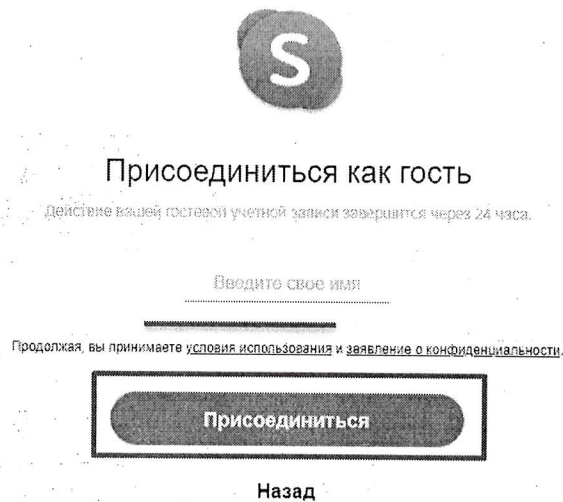 S
Присоединиться как гость
Действие вашей гостевой учетной записи завершится через 24 часа.
Вводите свое имя
Продолжая, вы принимаете условия использования и заявление о конфиденциальности.
Присоединиться
Назад